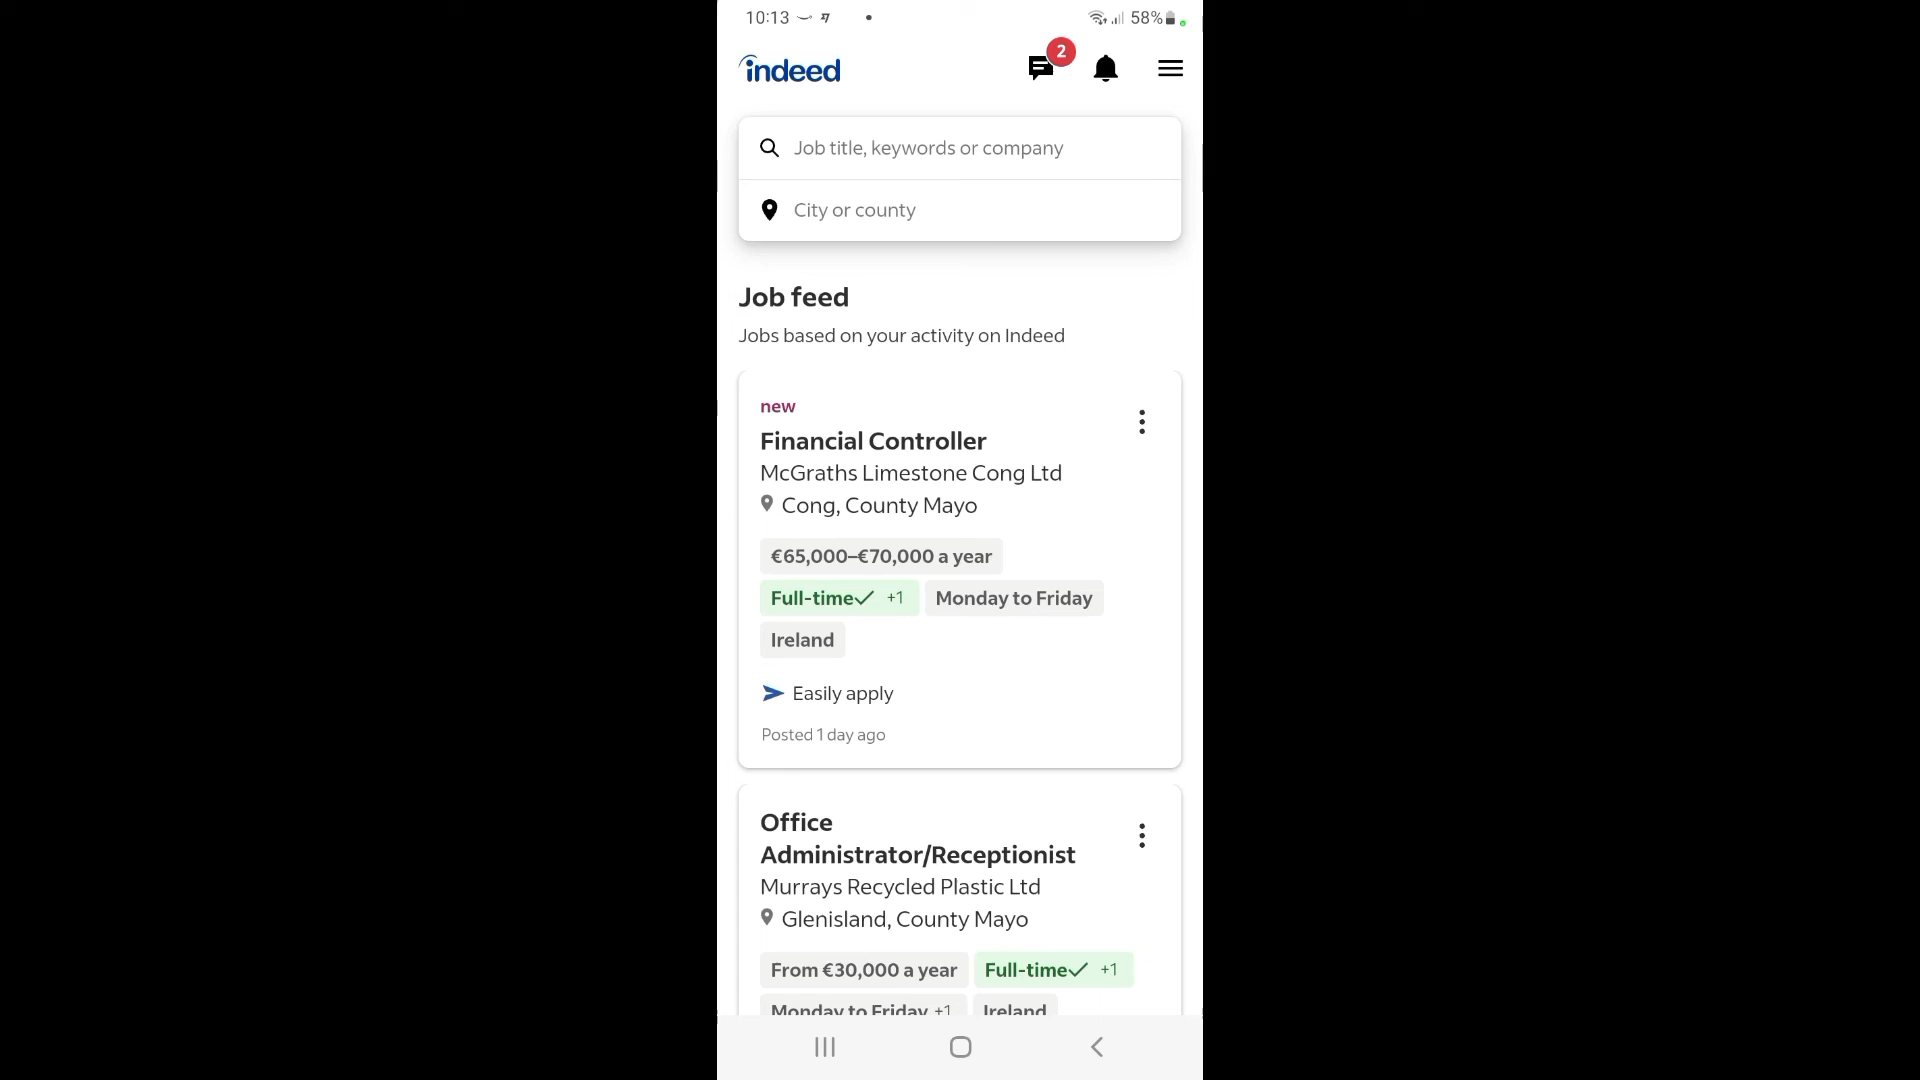 10:13
58%
indeed
2
Job title, keywords or company
City or county
Job feed
Jobs based on your activity on Indeed
new
Financial Controller
McGraths Limestone Cong Ltd
Cong, County Mayo
€65,000–€70,000 a year
Full-time +1 Monday to Friday
Ireland
Easily apply
Posted 1 day ago
Office
Administrator/Receptionist
Murrays Recycled Plastic Ltd
Glenisland, County Mayo
From €30,000 a year Full-time +1
Monday to Friday +1 Ireland